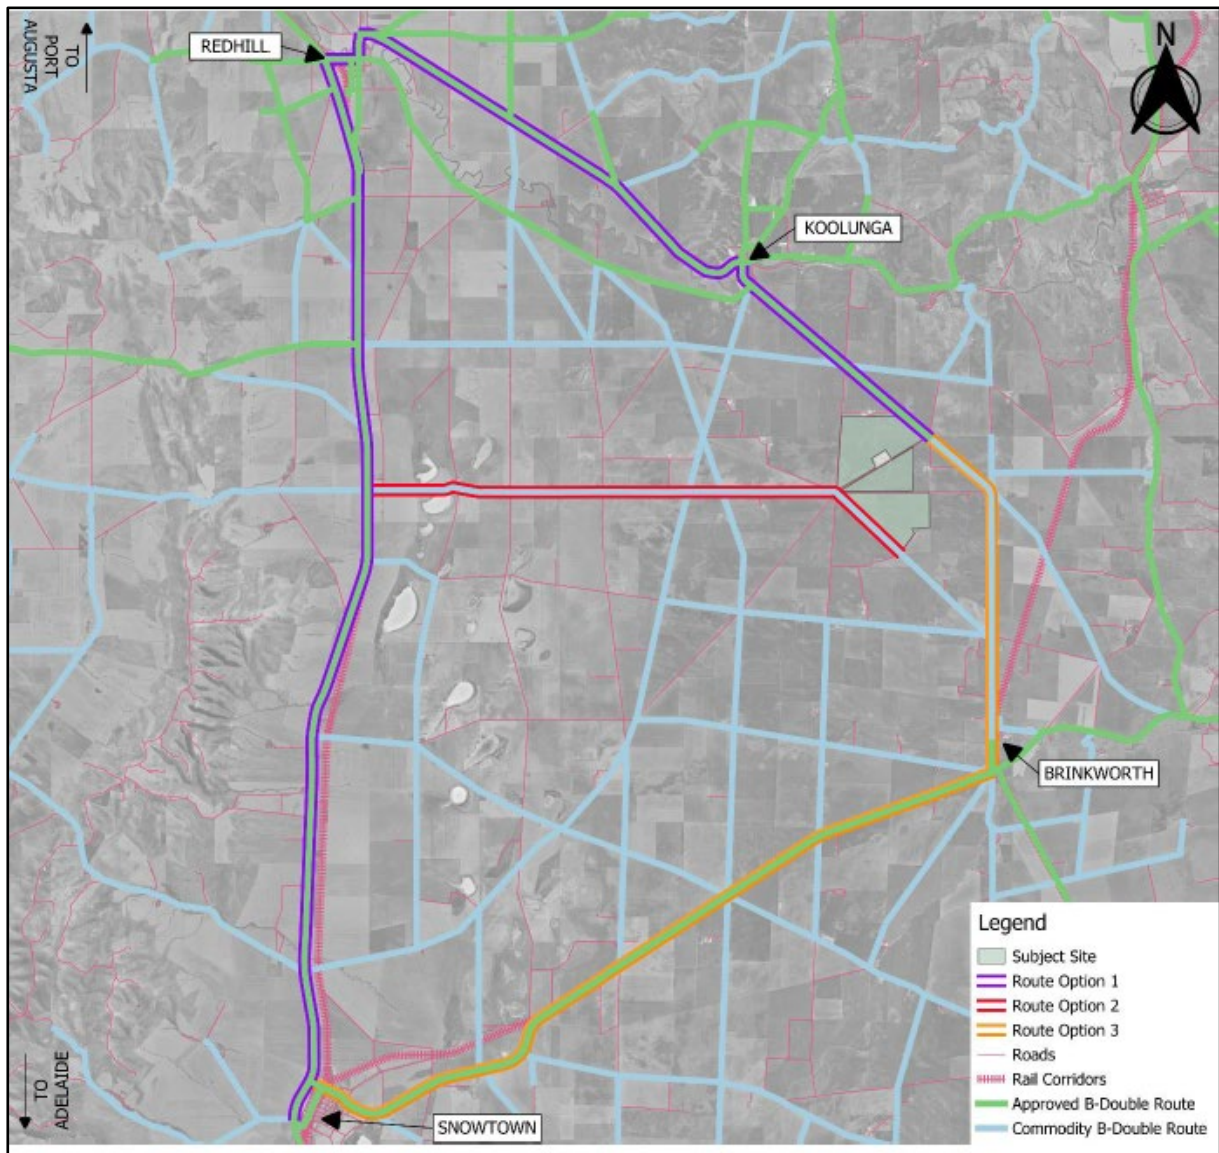 TO
PORT
AUGUSTA
REDHILL
N
KOOLUNGA
BRINKWORTH
Legend
Subject Site
Route Option 1
Route Option 2
Route Option 3
Roads
Rail Corridors
Approved B-Double Route
Commodity B-Double Route
TO
ADELAIDE
SNOWTOWN